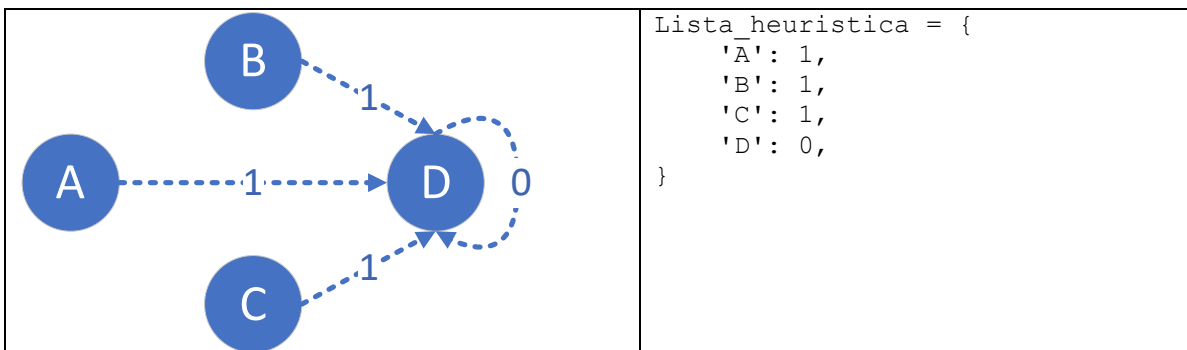 B
1
A
1
D
0
1
C
Lista_heuristica = {
'A': 1,
'B': 1,
'C': 1,
'D': 0,
}